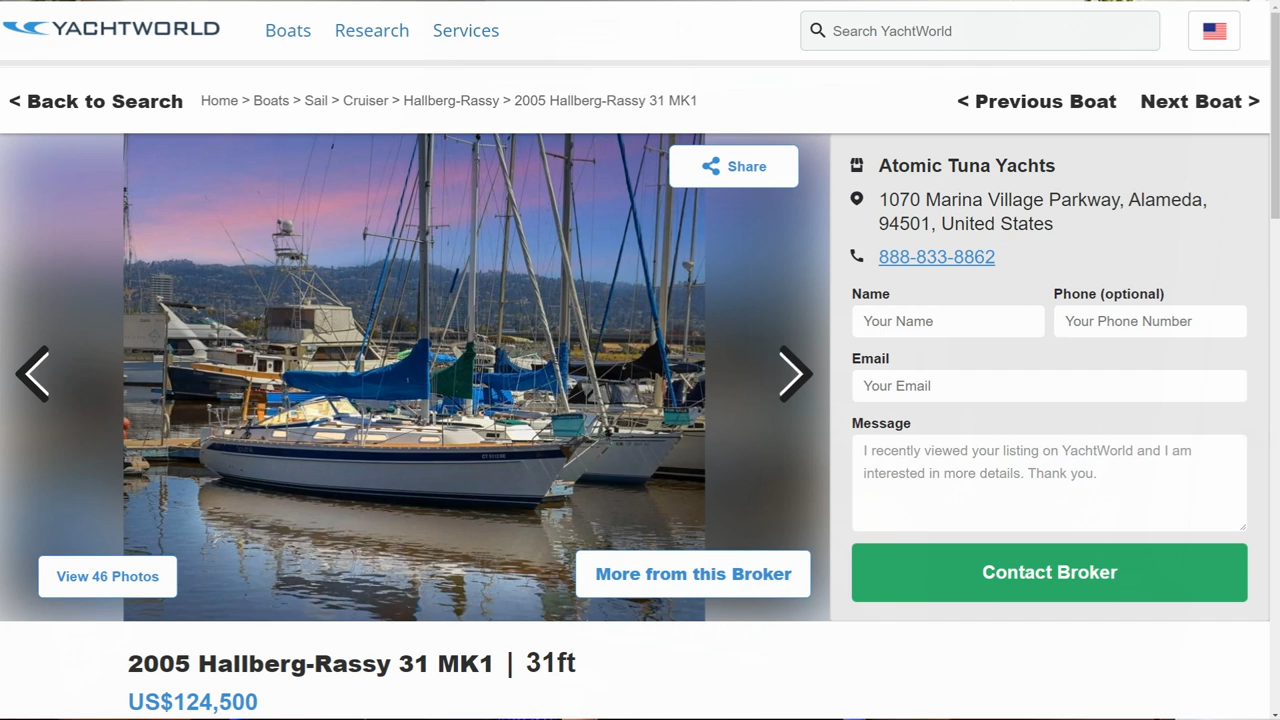 YACHTWORLD
Boats
Research
Services
Search YachtWorld
< Back to Search
Home > Boats > Sail > Cruiser > Hallberg-Rassy > 2005 Hallberg-Rassy 31 MK1
< Previous Boat
Next Boat >
Share
View 46 Photos
More from this Broker
Atomic Tuna Yachts
1070 Marina Village Parkway, Alameda,
94501, United States
888-833-8862
Name
Phone (optional)
Your Name
Your Phone Number
Email
Your Email
Message
I recently viewed your listing on YachtWorld and I am
interested in more details. Thank you.
Contact Broker
2005 Hallberg-Rassy 31 MK1 | 31ft
US$124,500